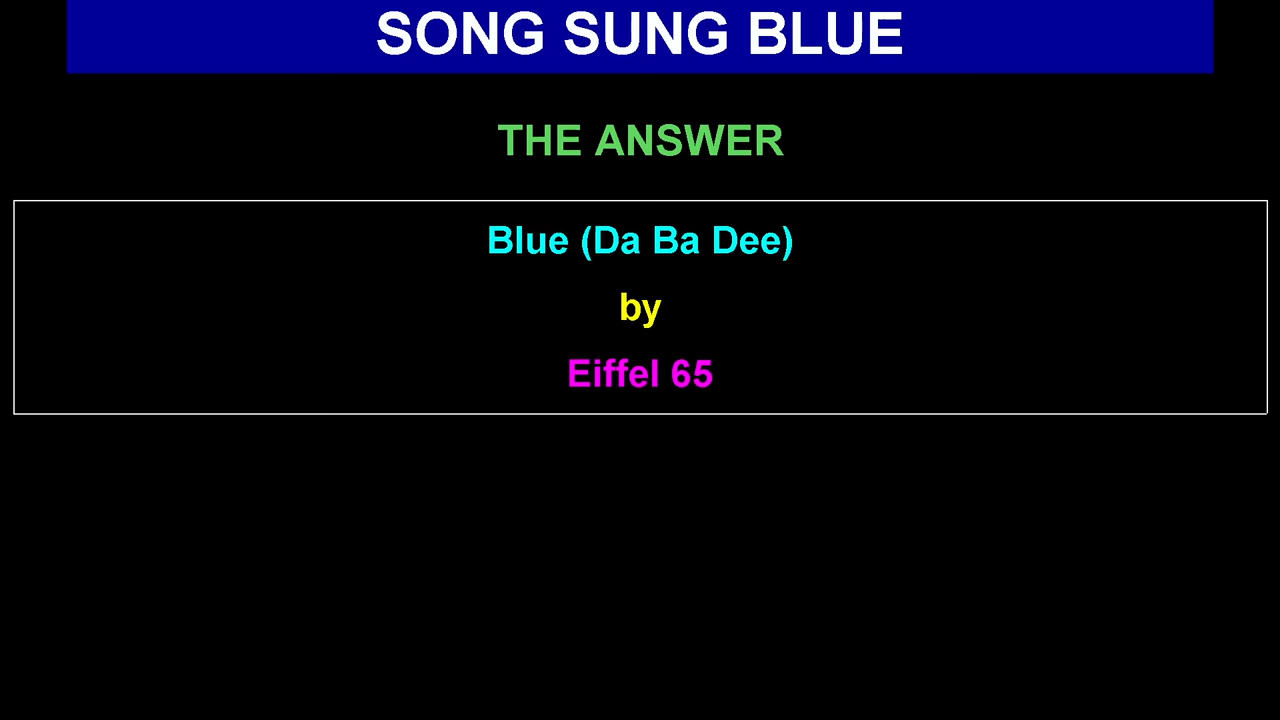 SONG SUNG BLUE
THE ANSWER
Blue (Da Ba Dee)
by
Eiffel 65